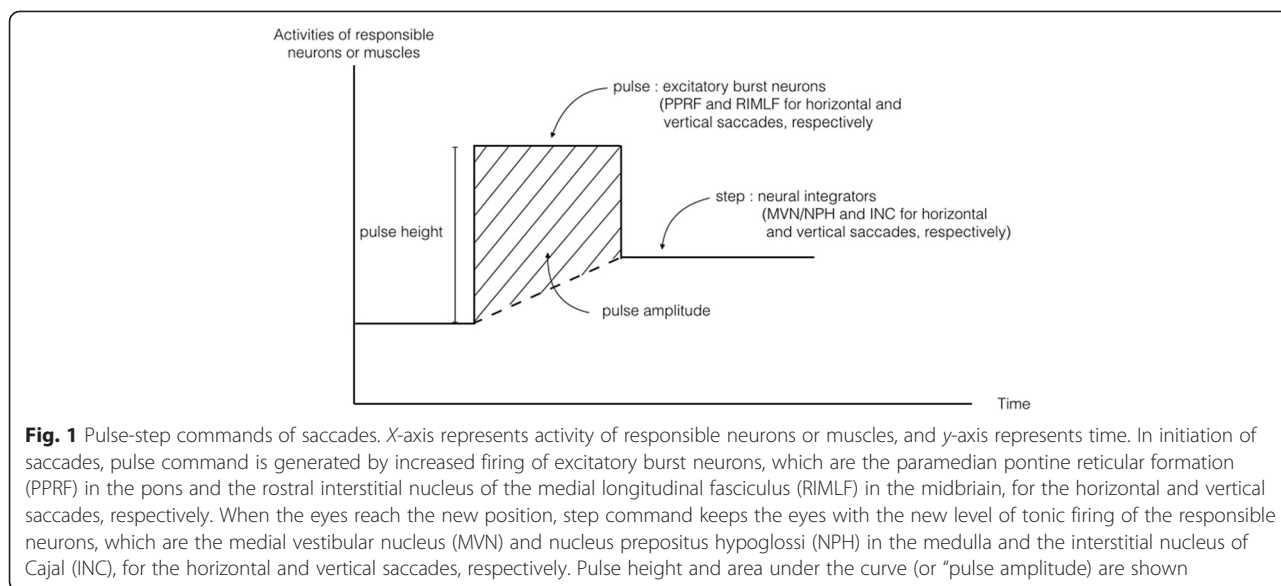 Activities of responsible
neurons or muscles
pulse : excitatory burst neurons
(PPRF and RIMLF for horizontal and
vertical saccades, respectively
step : neural integrators
(MVN/NPH and INC for horizontal
and vertical saccades, respectively)
pulse height
pulse amplitude
Time
Fig. 1 Pulse-step commands of saccades. X-axis represents activity of responsible neurons or muscles, and y-axis represents time. In initiation of
saccades, pulse command is generated by increased firing of excitatory burst neurons, which are the paramedian pontine reticular formation
(PPRF) in the pons and the rostral interstitial nucleus of the medial longitudinal fasciculus (RIMLF) in the midbriain, for the horizontal and vertical
saccades, respectively. When the eyes reach the new position, step command keeps the eyes with the new level of tonic firing of the responsible
neurons, which are the medial vestibular nucleus (MVN) and nucleus prepositus hypoglossi (NPH) in the medulla and the interstitial nucleus of
Cajal (INC), for the horizontal and vertical saccades, respectively. Pulse height and area under the curve (or “pulse amplitude) are shown